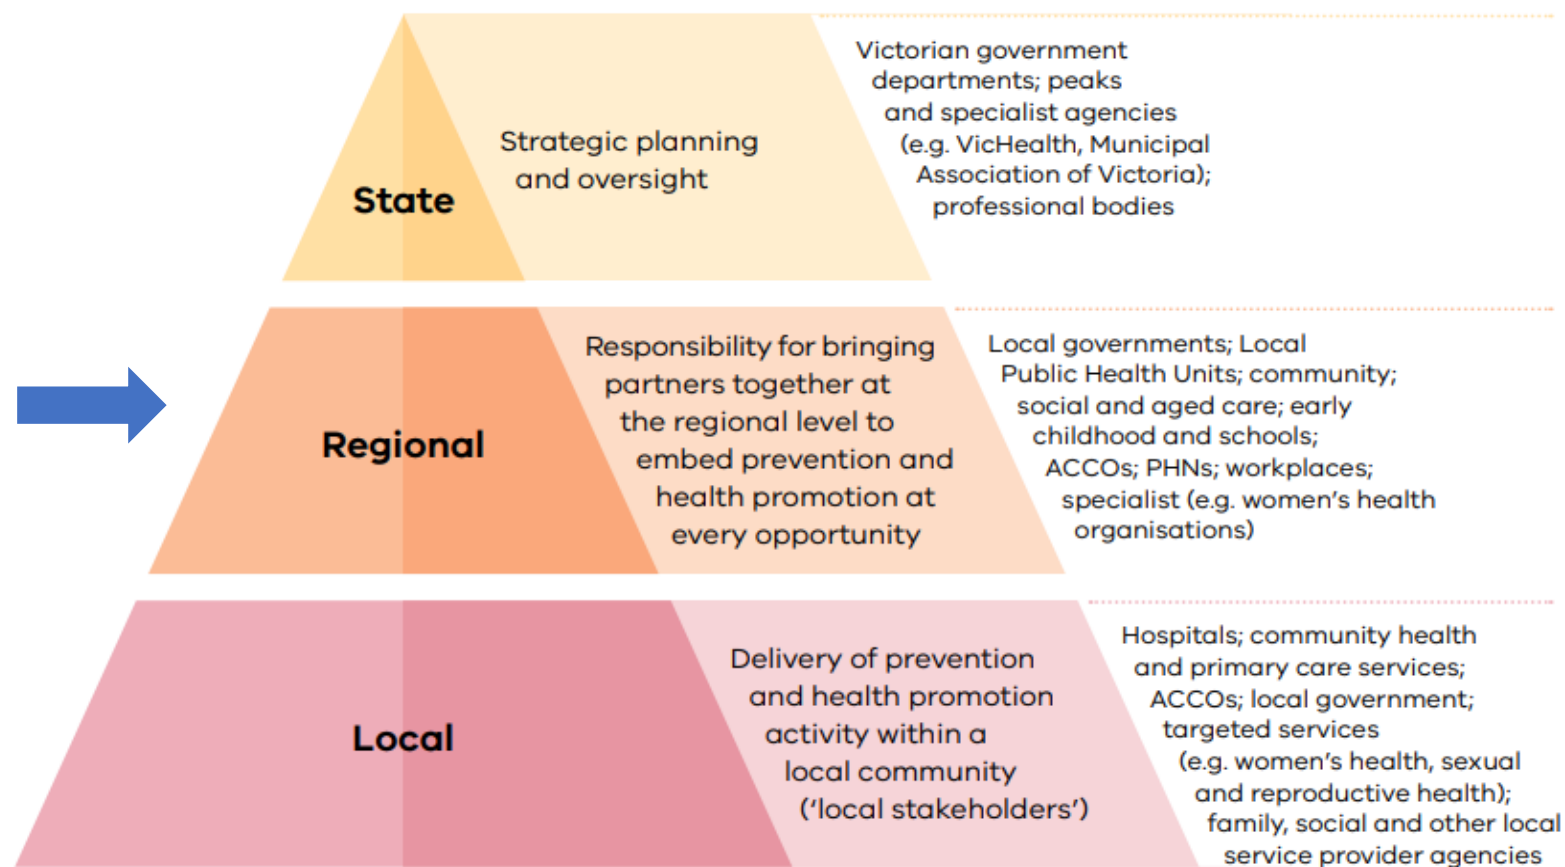 State
Strategic planning
and oversight
Victorian government
departments; peaks
and specialist agencies
(e.g. VicHealth, Municipal
Association of Victoria);
professional bodies
Regional
Responsibility for bringing
partners together at
the regional level to
embed prevention and
health promotion at
every opportunity
Local governments; Local
Public Health Units; community;
social and aged care; early
childhood and schools;
ACCOs; PHNs; workplaces;
specialist (e.g. women’s health
organisations)
Local
Delivery of prevention
and health promotion
activity within a
local community
(‘local stakeholders’)
Hospitals; community health
and primary care services;
ACCOs; local government;
targeted services
(e.g. women’s health, sexual
and reproductive health);
family, social and other local
service provider agencies